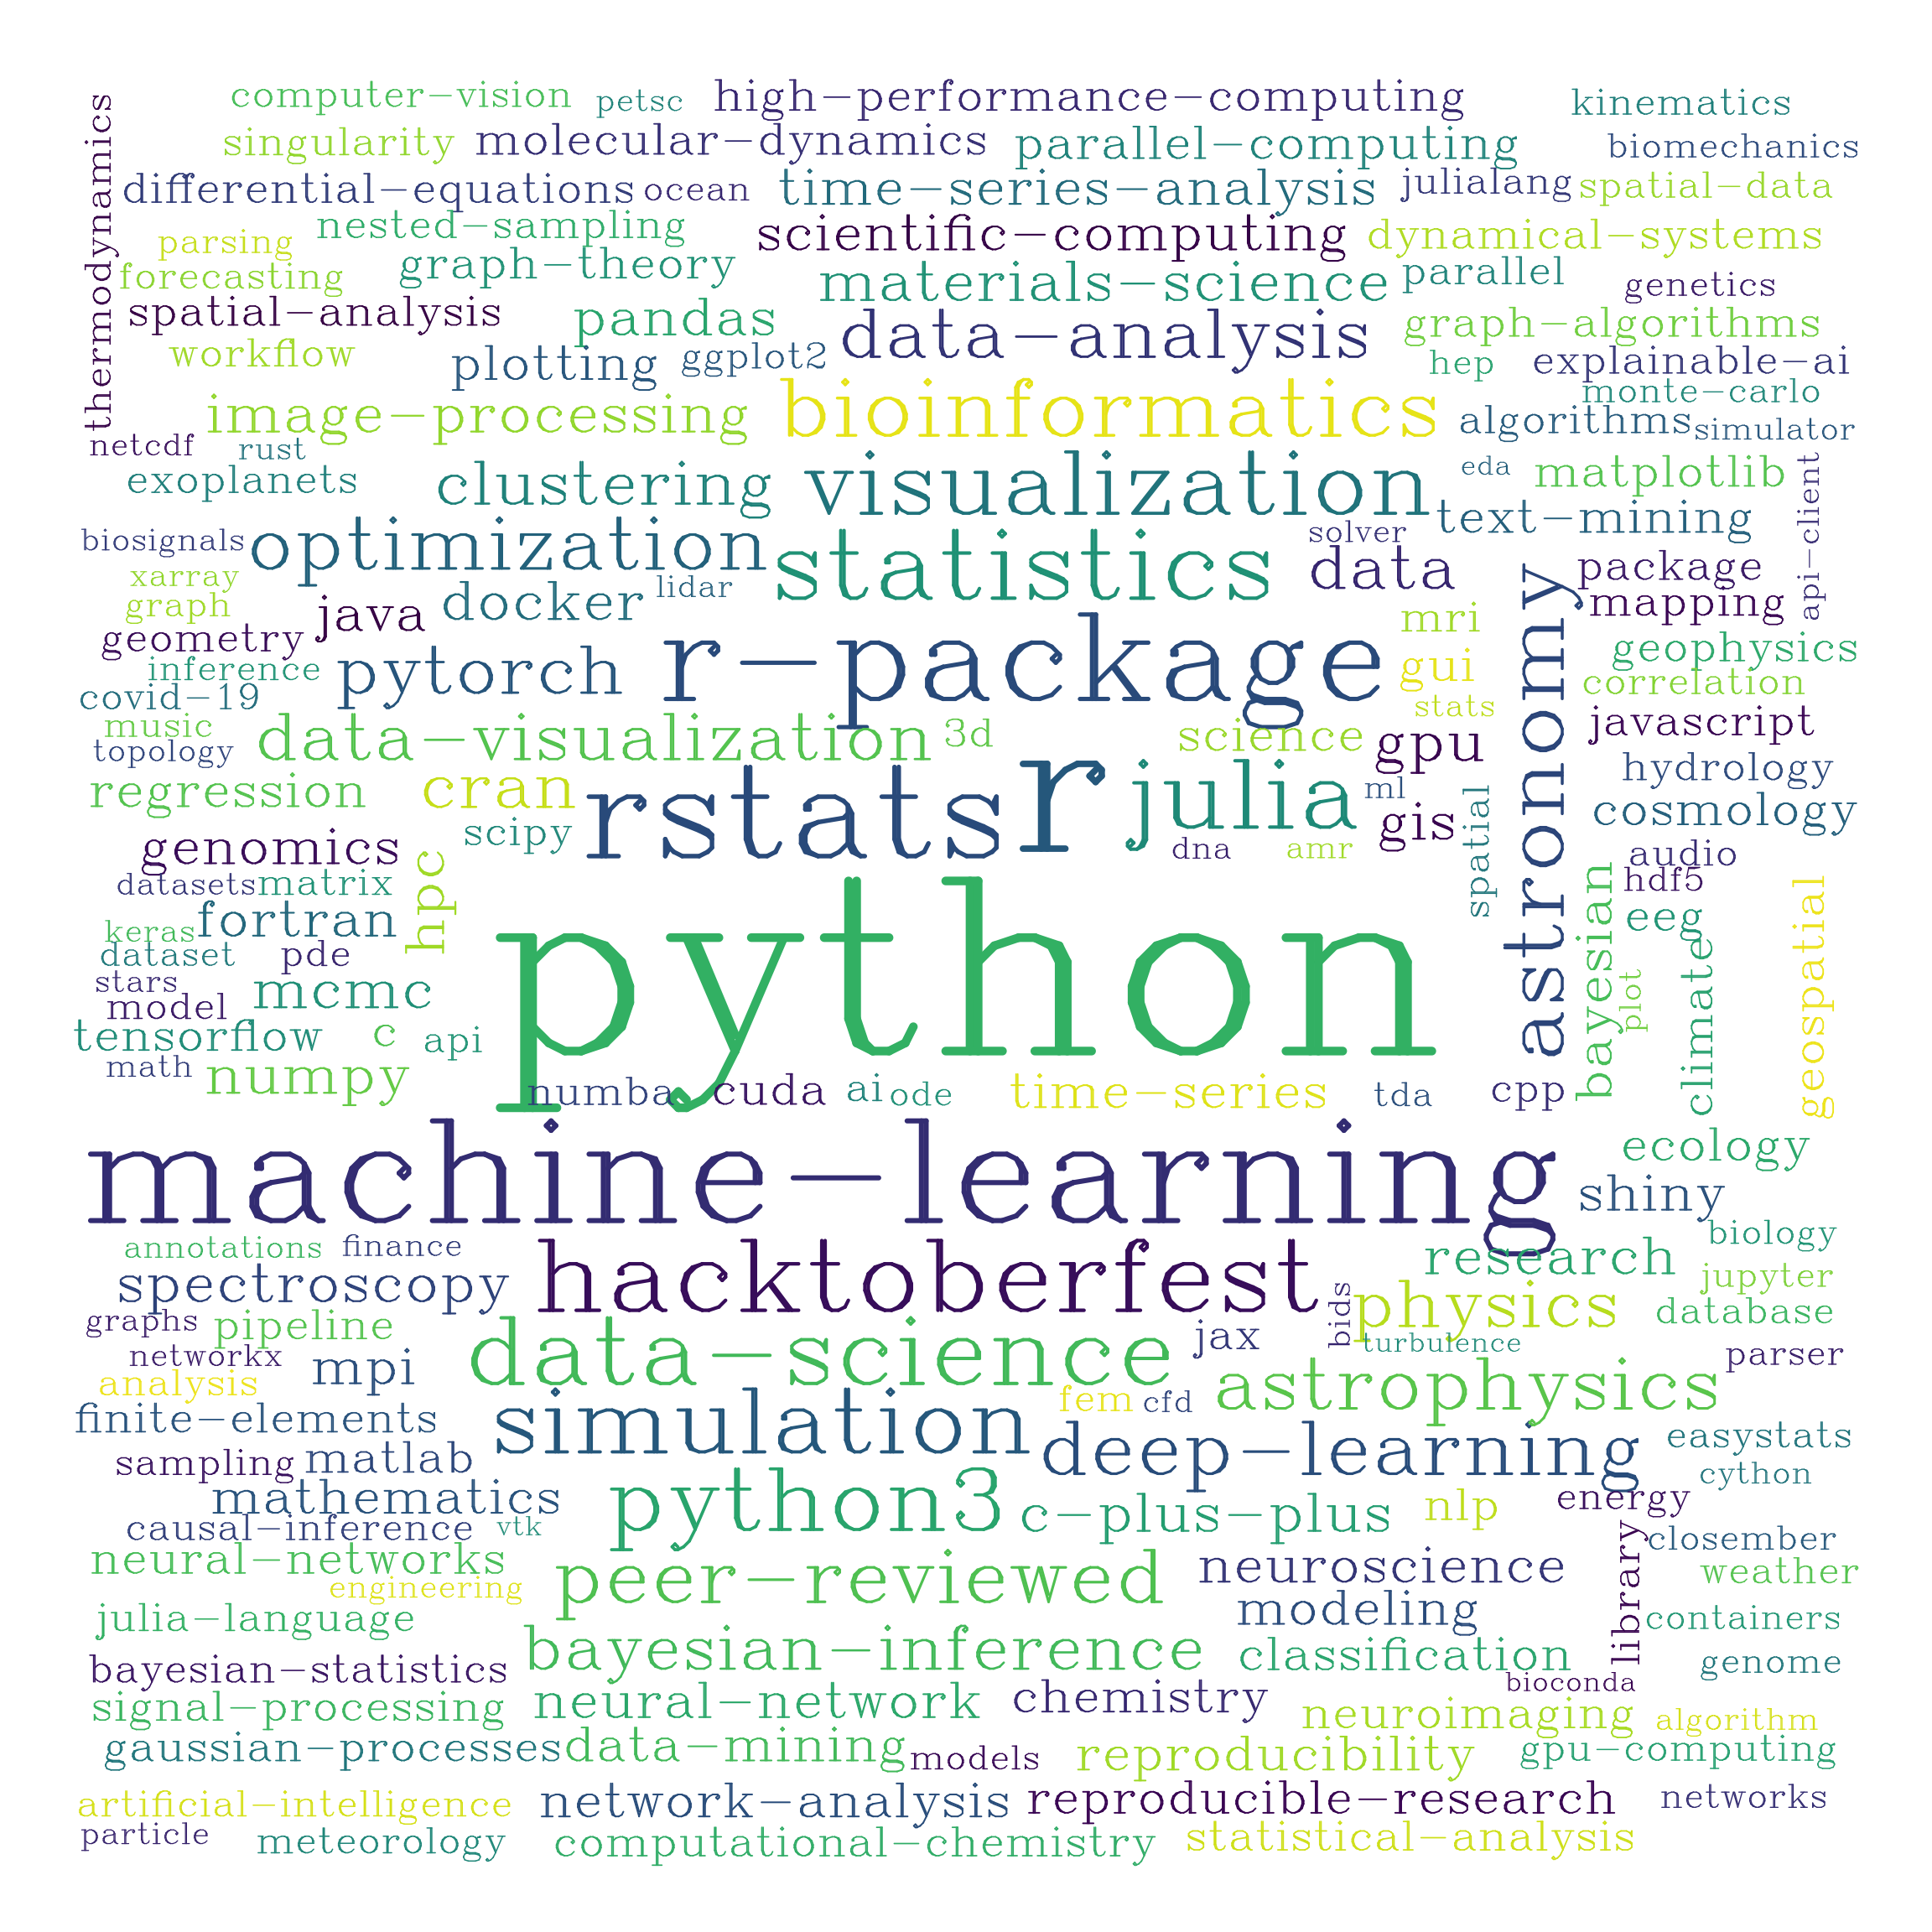 computer-vision petsc high-performance-computing kinematics
singularity molecular-dynamics parallel-computing biomechanics
thermodynamics
differential-equations ocean time-series-analysis julialang spatial-data
nested-sampling scientific-computing dynamical-systems
parsing graph-theory materials-science parallel
forecasting genetics
spatial-analysis pandas data-analysis graph-algorithms
workflow plotting ggplot2 hep explainable-ai
image-processing bioinformatics monte-carlo
algorithms simulator
netcdf rust
exoplanets clustering visualization eda matplotlib
api-client
biosignals optimization statistics solver text-mining
xarray lidar data package
graph java docker mri mapping
geometry pytorch r-package gui geophysics
astronomy
inference correlation
covid-19 stats
music data-visualization 3d science gpu javascript
topology hydrology
regression cran rstats r julia ml gis cosmology
spatial
genomics scipy dna amr audio
datasets matrix hpc hdf5
fortran bayesian eeg geospatial
keras
dataset pde python climate
stars plot
model mcmc
tensorflow c api
math numpy numba cuda ai ode time-series tda cpp
machine-learning ecology
shiny
annotations finance hacktoberfest research biology
spectroscopy jupyter
graphs pipeline bids physics database
networkx data-science jax turbulence parser
analysis mpi fem cfd astrophysics
finite-elements simulation deep-learning easystats
sampling matlab cython
mathematics python3 c-plus-plus nlp energy
causal-inference vtk closember
library
neural-networks peer-reviewed neuroscience weather
engineering
julia-language modeling containers
bayesian-statistics bayesian-inference classification genome
bioconda
signal-processing neural-network chemistry neuroimaging algorithm
gaussian-processes data-mining models reproducibility gpu-computing
artificial-intelligence network-analysis reproducible-research networks
particle meteorology computational-chemistry statistical-analysis